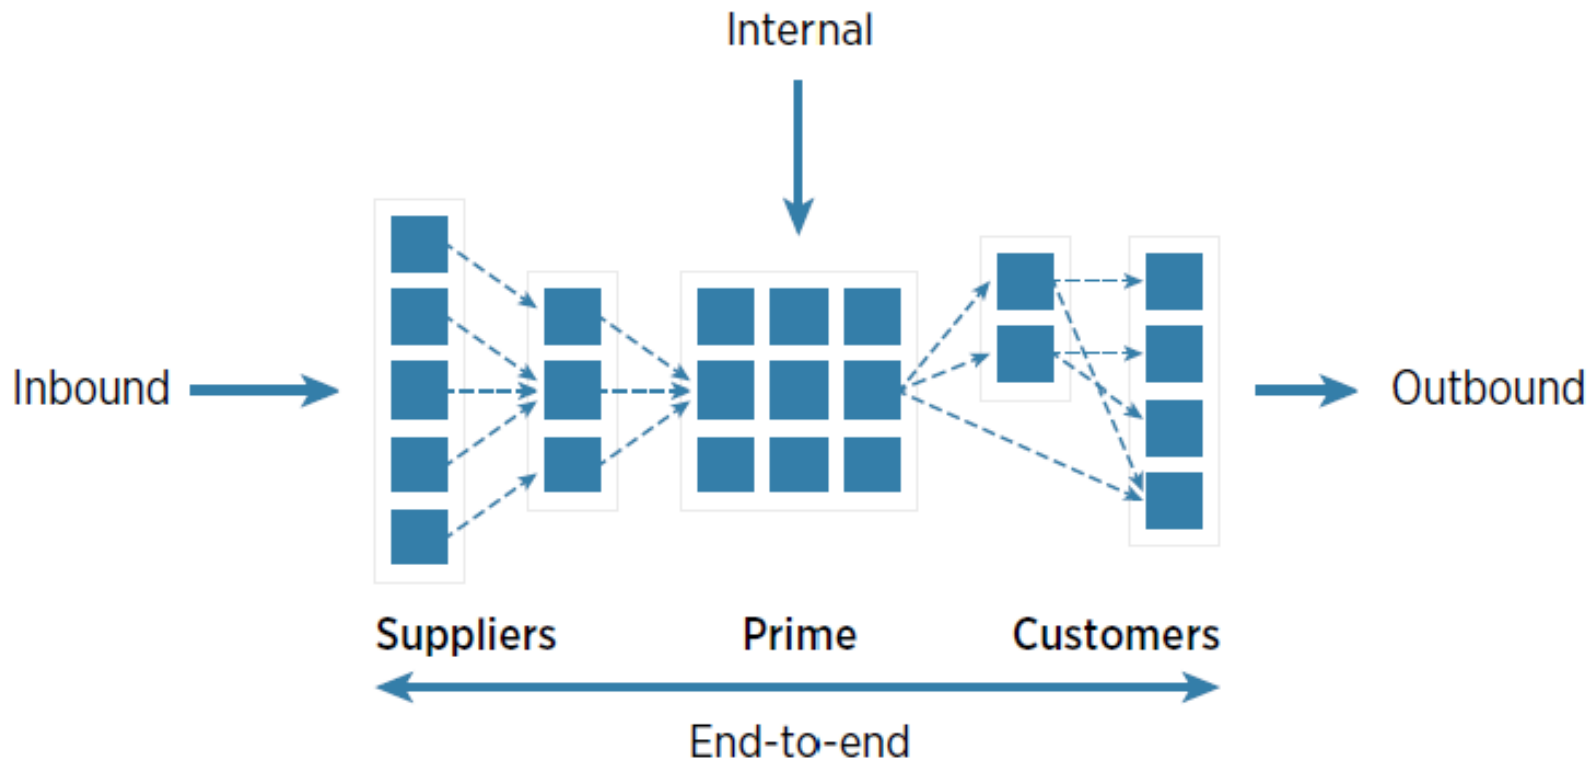 Internal
Inbound
Outbound
Suppliers
Prime
Customers
End-to-end